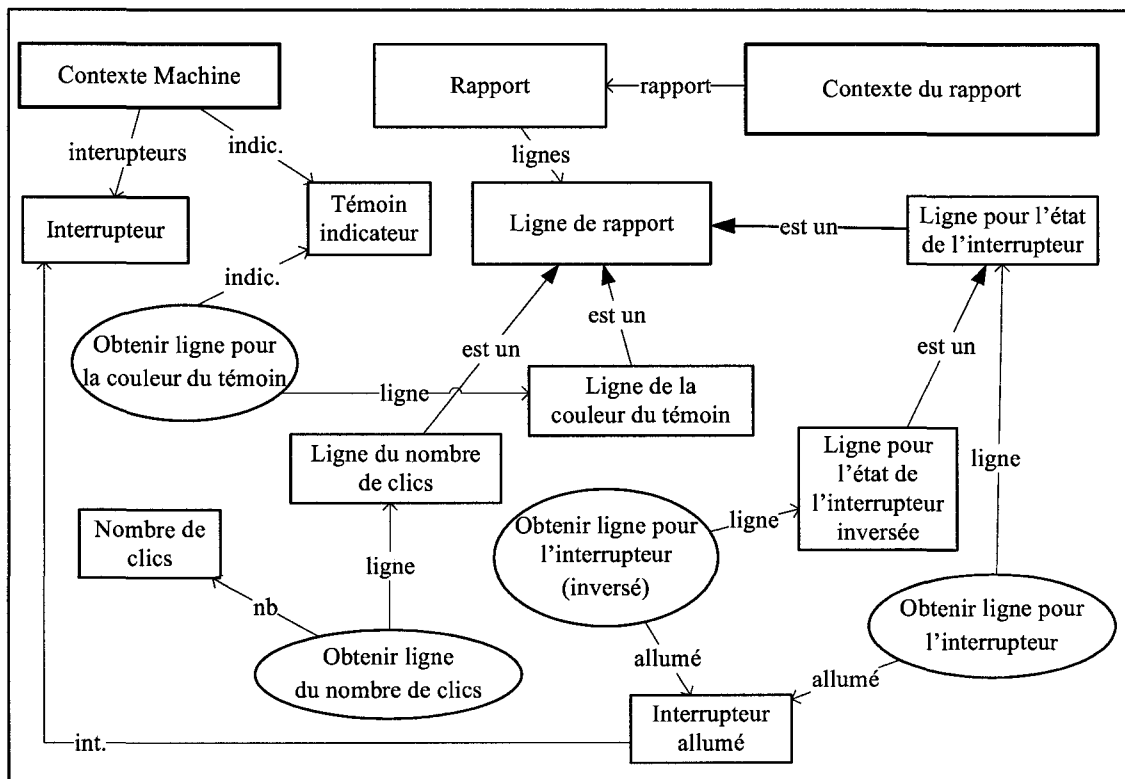 Contexte Machine
Rapport
rapport
Contexte du rapport
interupteurs
indic.
lignes
Interrupteur
Témoin
indicateur
Ligne de rapport
est un
Ligne pour l'état
de l'interrupteur
indic.
Obtenir ligne pour
la couleur du témoin
est un
est un
est un
ligne
Ligne de la
couleur du témoin
Ligne du nombre
de clics
Ligne pour
l'état de
l'interrupteur
inversée
ligne
Nombre de
clics
ligne
Obtenir ligne pour
l'interrupteur
(inversé)
ligne
nb
Obtenir ligne
du nombre de clics
Obtenir ligne pour
l'interrupteur
allumé
allumé
Interrupteur
allumé
int.